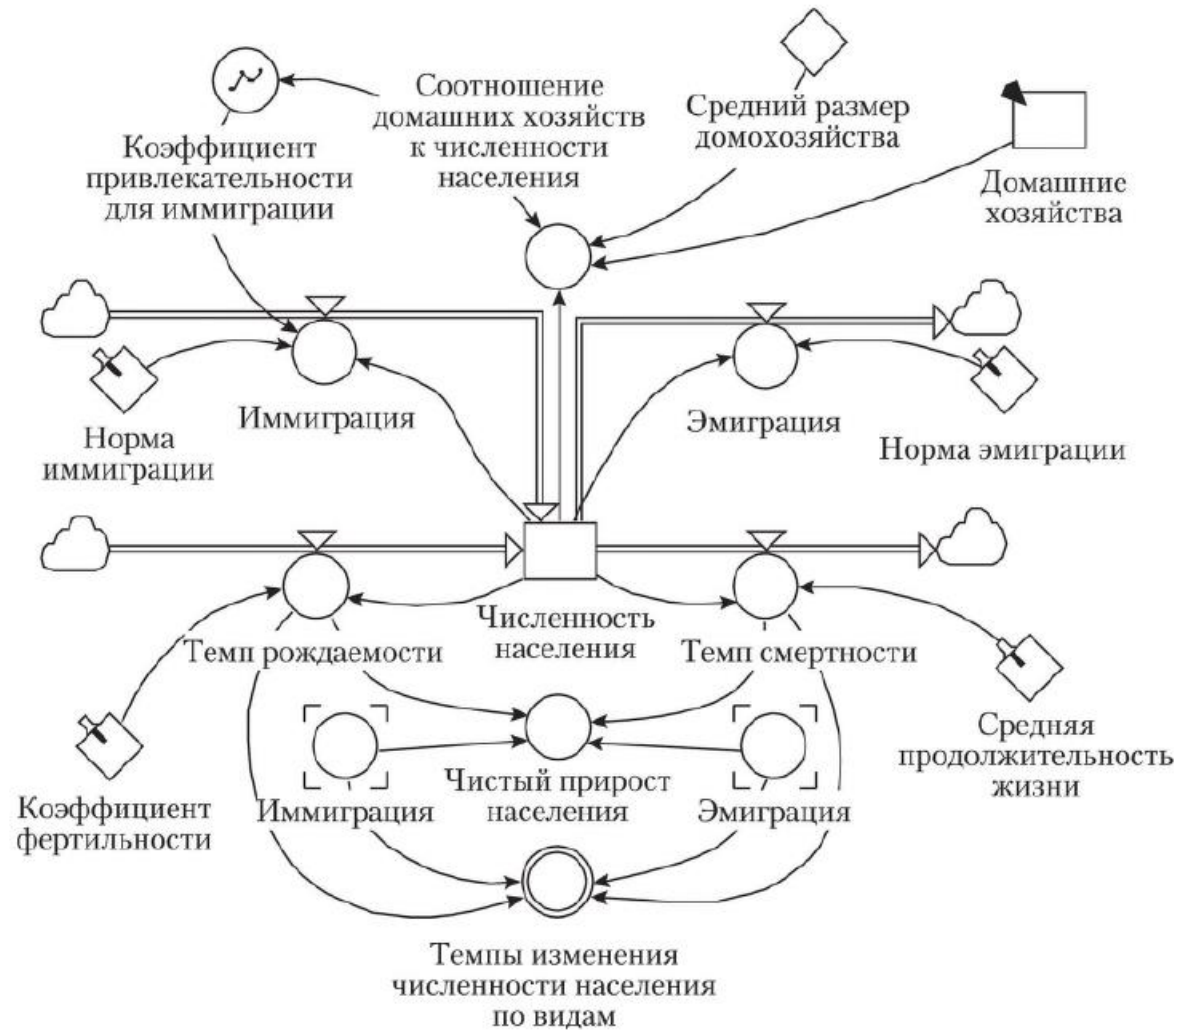 Соотношение
домашних хозяйств
к численности
населения
Средний размер
домохозяйства
Коэффициент
привлекательности
для иммиграции
Домашние
хозяйства
Иммиграция
Эмиграция
Норма
иммиграции
Норма эмиграции
Численность
населения
Темп рождаемости
Темп смертности
Средняя
продолжительность
жизни
Чистый прирост
населения
Иммиграция
Эмиграция
Коэффициент
фертильности
Темпы изменения
численности населения
по видам